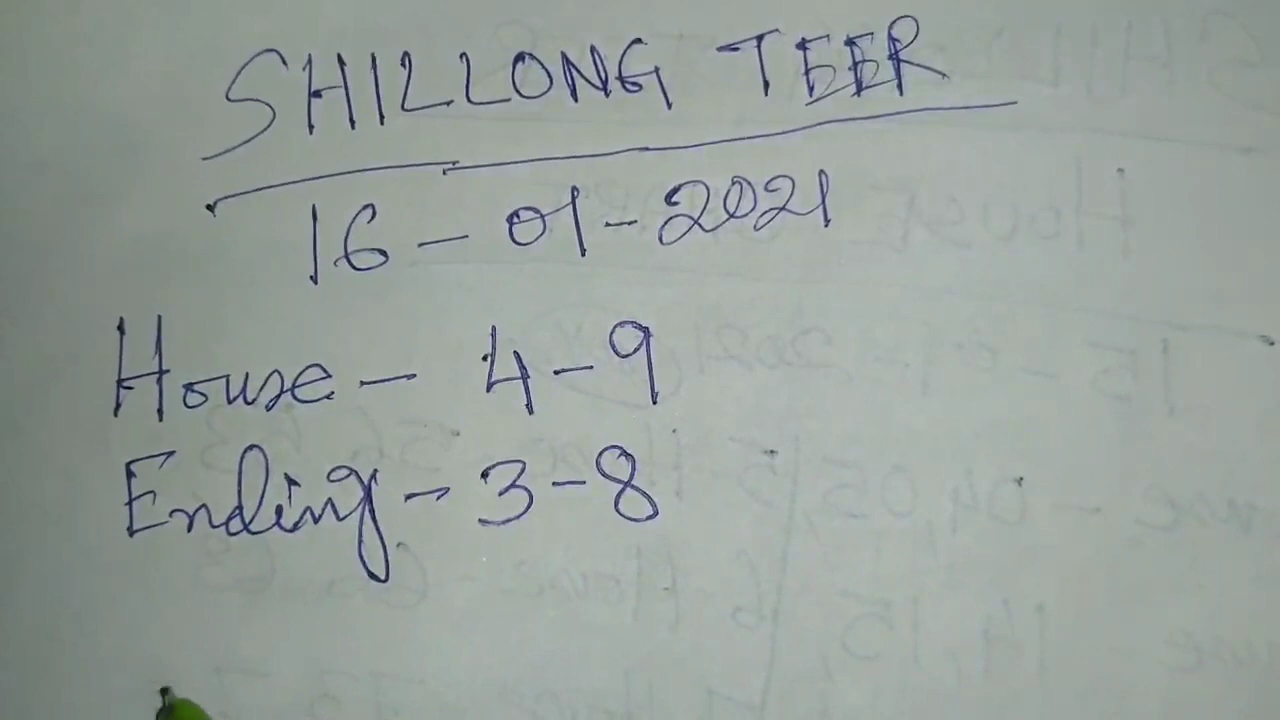 SHILLONG TEER
16-01-2021
House - 4-9
Ending - 3-8